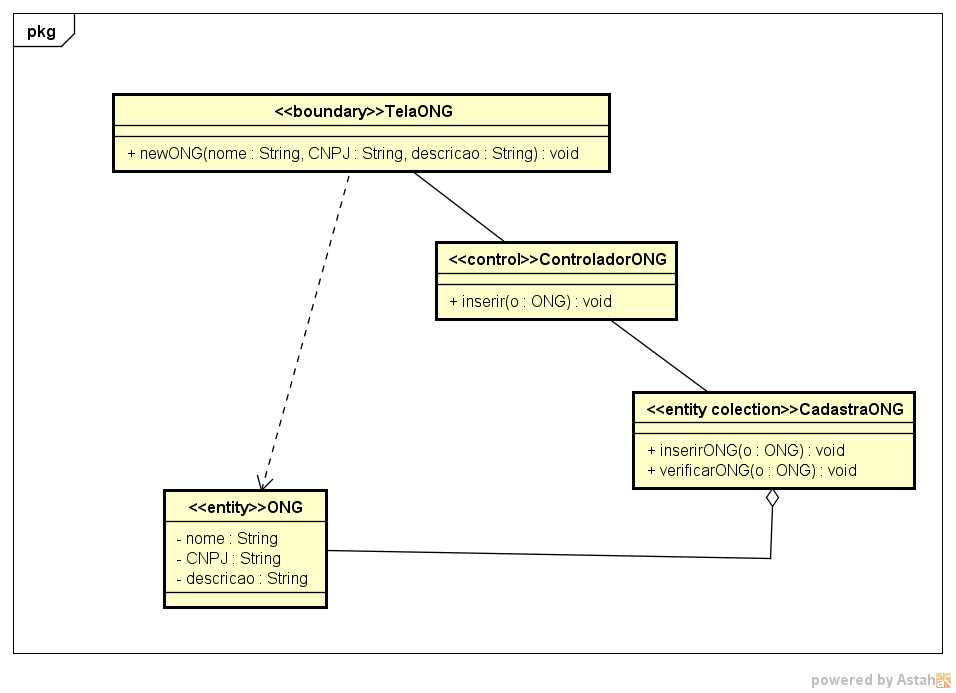 pkg
<<boundary>>TelaONG
+ newONG(nome : String, CNPJ : String, descricao : String) : void
<<control>>ControladorONG
+ inserir(o : ONG) : void
<<entity colection>>CadastraONG
+ inserirONG(o : ONG) : void
+ verificarONG(o : ONG) : void
<<entity>>ONG
- nome : String
- CNPJ : String
- descricao : String
powered by Astah